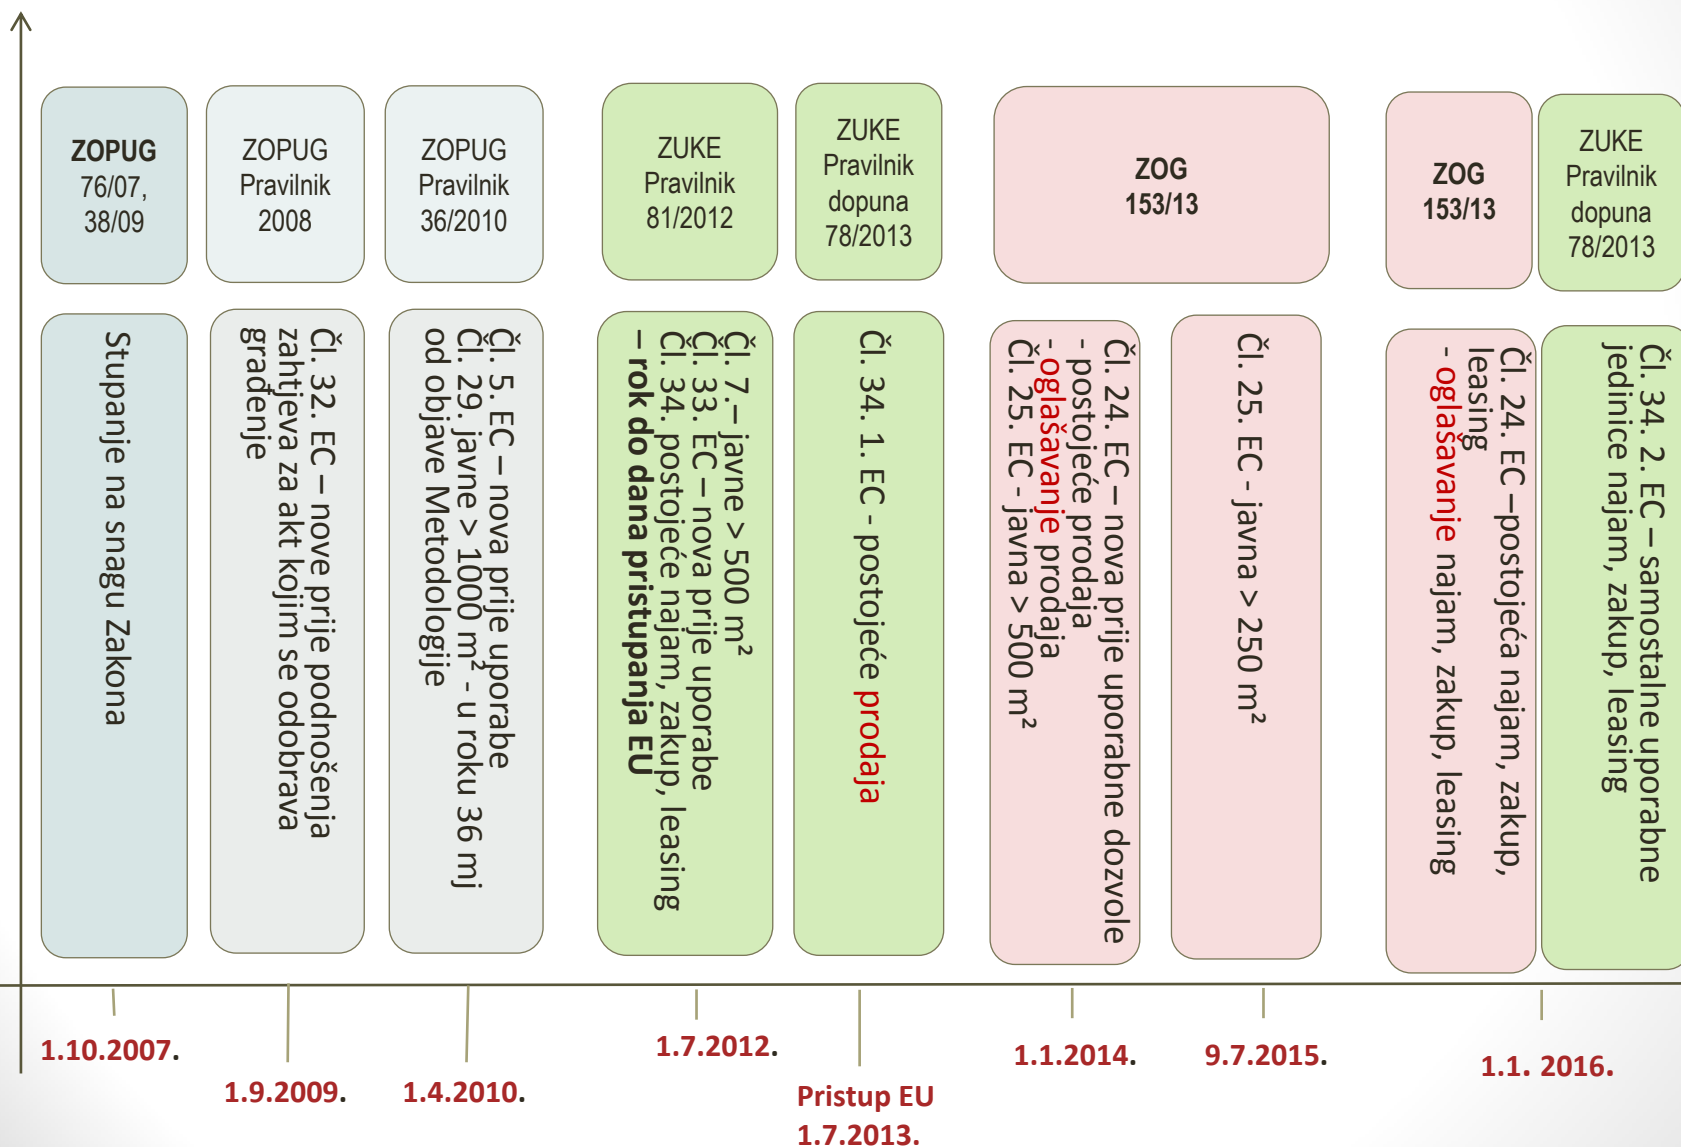 ZOPUG
76/07,
38/09
ZOPUG
Pravilnik
2008
ZOPUG
Pravilnik
36/2010
ZUKE
Pravilnik
81/2012
ZUKE
Pravilnik
dopuna
78/2013
ZOG
153/13
ZOG
153/13
ZUKE
Pravilnik
dopuna
78/2013
Stupanje na snagu Zakona
Čl. 32. EC – nove prije podnošenja
zahtjeva za akt kojim se odobrava
građenje
Čl. 5. EC – nova prije uporabe
Čl. 29. javne > 1000 m² - u roku 36 mj
od objave Metodologije
Čl. 7.– javne > 500 m²
Čl. 33. EC – nova prije uporabe
Čl. 34. postojeće najam, zakup, leasing
– rok do dana pristupanja EU
Čl. 34. 1. EC - postojeće prodaja
Čl. 24. EC – nova prije uporabne dozvole
- postojeće prodaja
- oglašavanje prodaja
Čl. 25. EC - javna > 500 m²
Čl. 25. EC - javna > 250 m²
Čl. 24. EC –postojeća najam, zakup,
leasing
- oglašavanje najam, zakup, leasing
Čl. 34. 2. EC – samostalne uporabne
jedinice najam, zakup, leasing
1.10.2007.
1.9.2009.
1.4.2010.
1.7.2012.
Pristup EU
1.7.2013.
1.1.2014.
9.7.2015.
1.1. 2016.